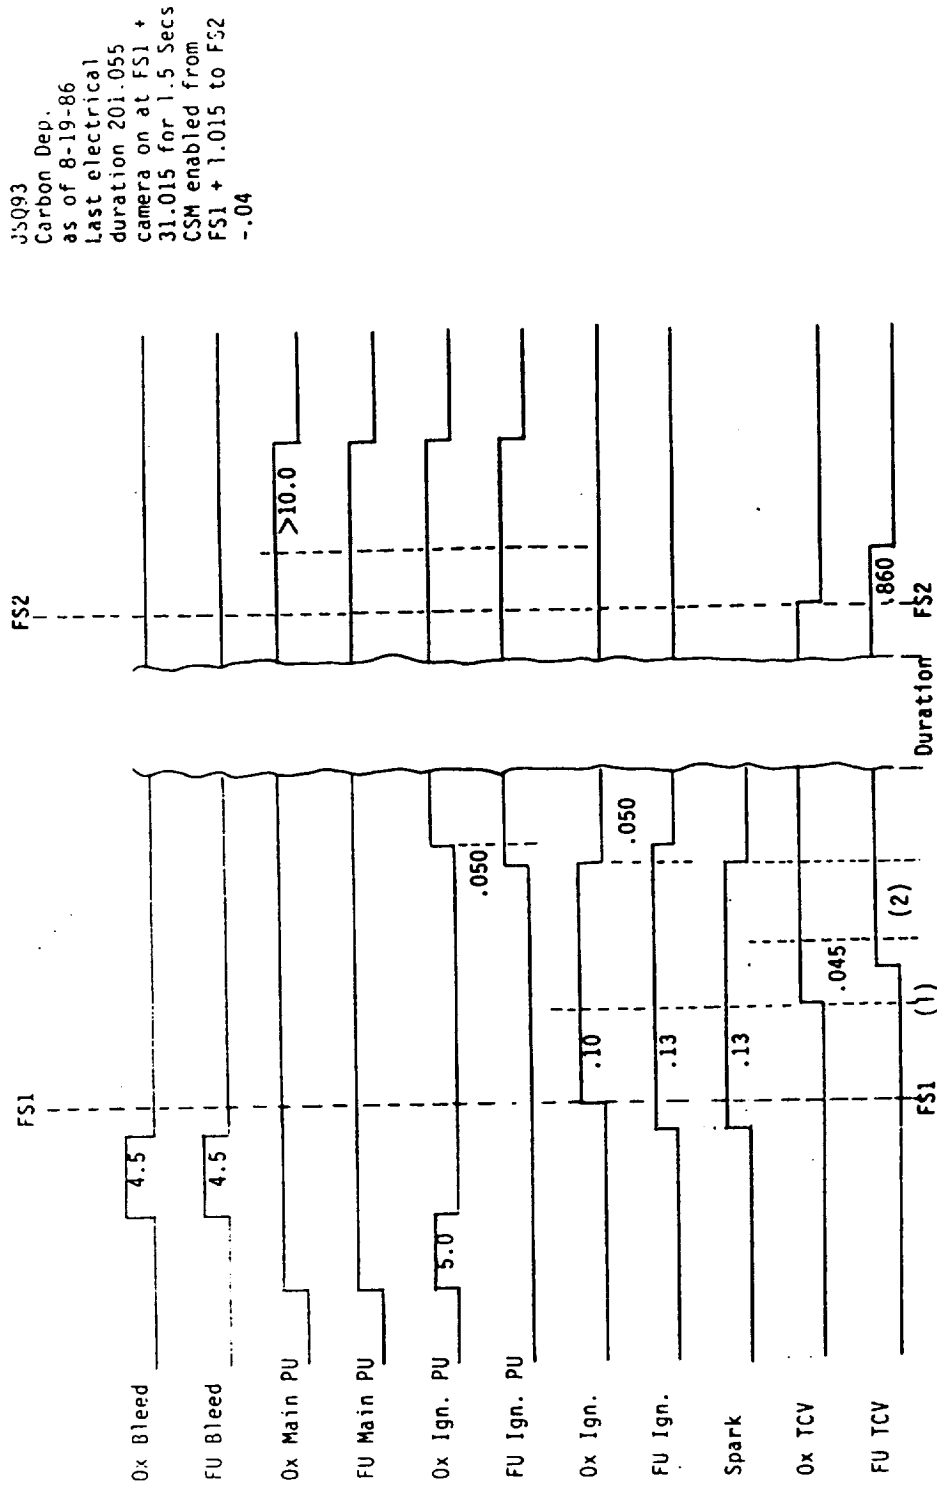 JSQ93
Carbon Dep.
as of 8-19-86
Last electrical
duration 201.055
camera on at FS1 +
31.015 for 1.5 Secs
CSM enabled from
FS1 + 1.015 to FS2
-.04
FS1
FS2
Ox Bleed
4.5
FU Bleed
4.5
Ox Main PU
>10.0
FU Main PU
Ox Ign. PU
5.0
.050
FU Ign. PU
Ox Ign.
.10
.050
FU Ign.
.13
Spark
.13
Ox TCV
.045
FU TCV
(2)
.860
FS1
(1)
Duration
FS2